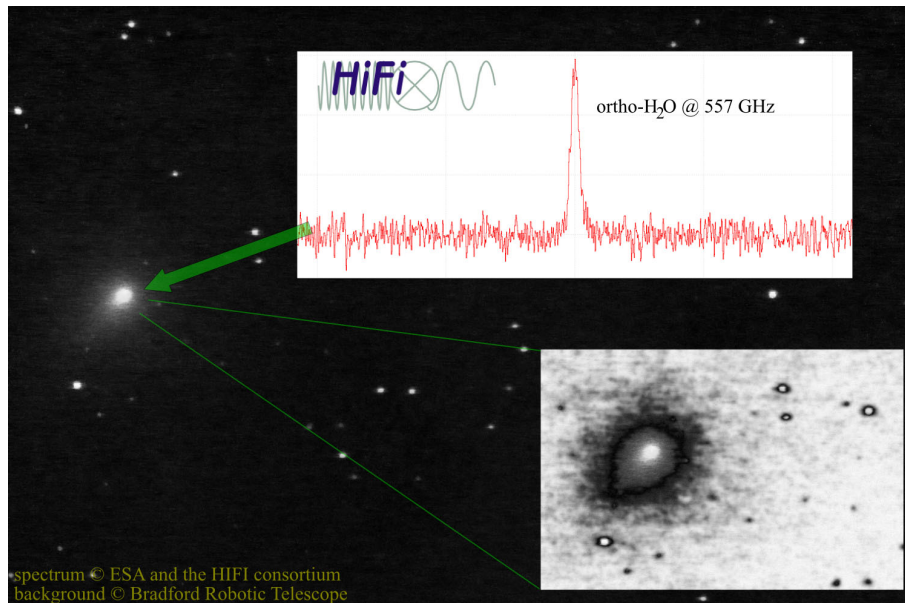 HiFi
ortho-H₂O @ 557 GHz
spectrum © ESA and the HIFI consortium
background © Bradford Robotic Telescope